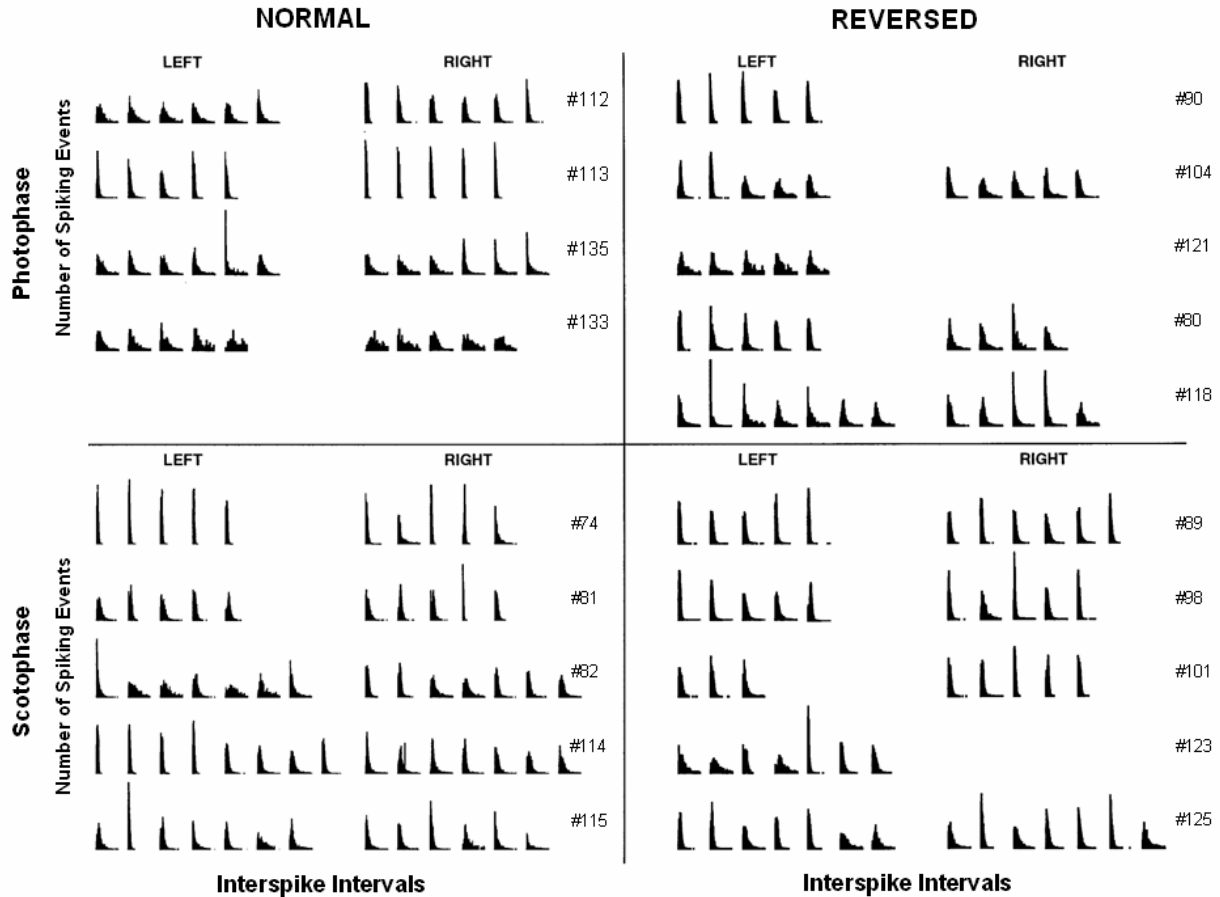 NORMAL
REVERSED
LEFT
RIGHT
LEFT
RIGHT
Photophase
Number of Spiking Events
#112
#113
#135
#133
#90
#104
#121
#80
#118
LEFT
RIGHT
LEFT
RIGHT
Scotophase
Number of Spiking Events
#74
#81
#82
#114
#115
#89
#98
#101
#123
#125
Interspike Intervals
Interspike Intervals